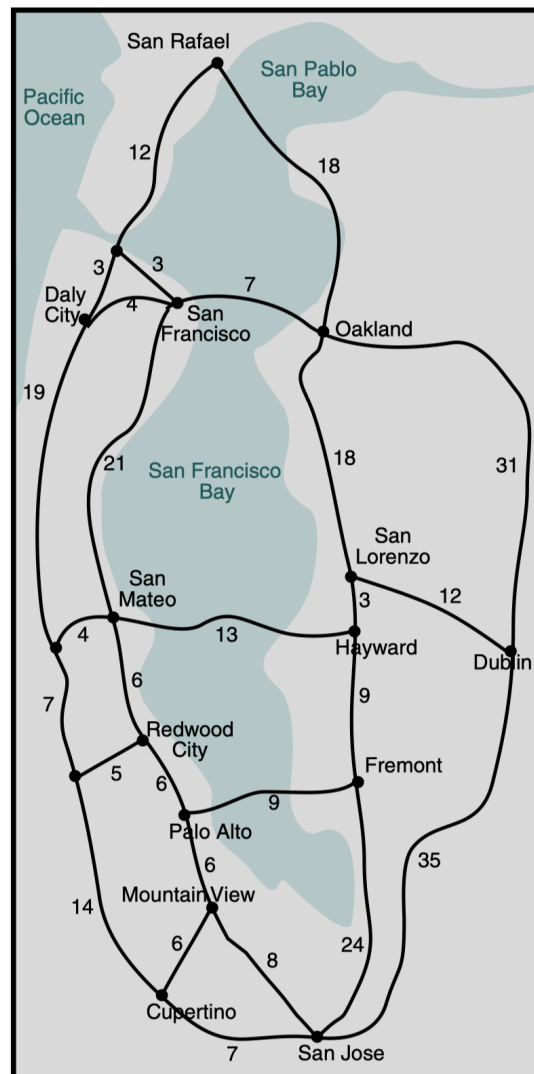 San Rafael
San Pablo
Bay
Pacific
Ocean
12
18
3
3
7
Daly
City
4
San
Francisco
Oakland
19
21
San Francisco
Bay
18
31
San
Lorenzo
San
Mateo
3
12
4
13
Hayward
Dublin
6
9
7
Redwood
City
Fremont
5
6
9
Palo Alto
6
35
Mountain View
14
6
8
24
Cupertino
7
San Jose